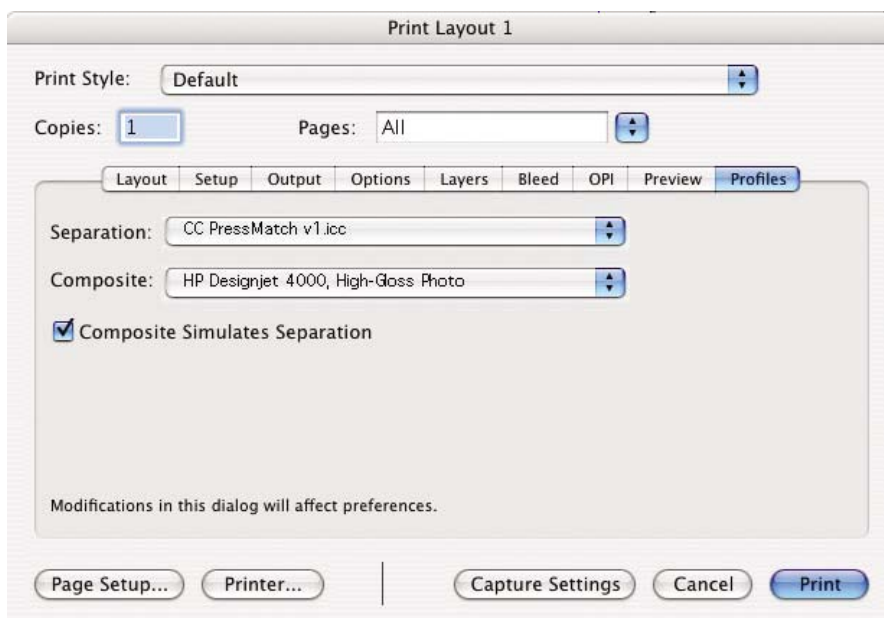 Print Layout 1
Print Style: Default
Copies: 1 Pages: All
Layout Setup Output Options Layers Bleed OPI Preview Profiles
Separation: CC PressMatch v1.icc
Composite: HP Designjet 4000, High-Gloss Photo
Composite Simulates Separation
Modifications in this dialog will affect preferences.
Page Setup... Printer... Capture Settings Cancel Print